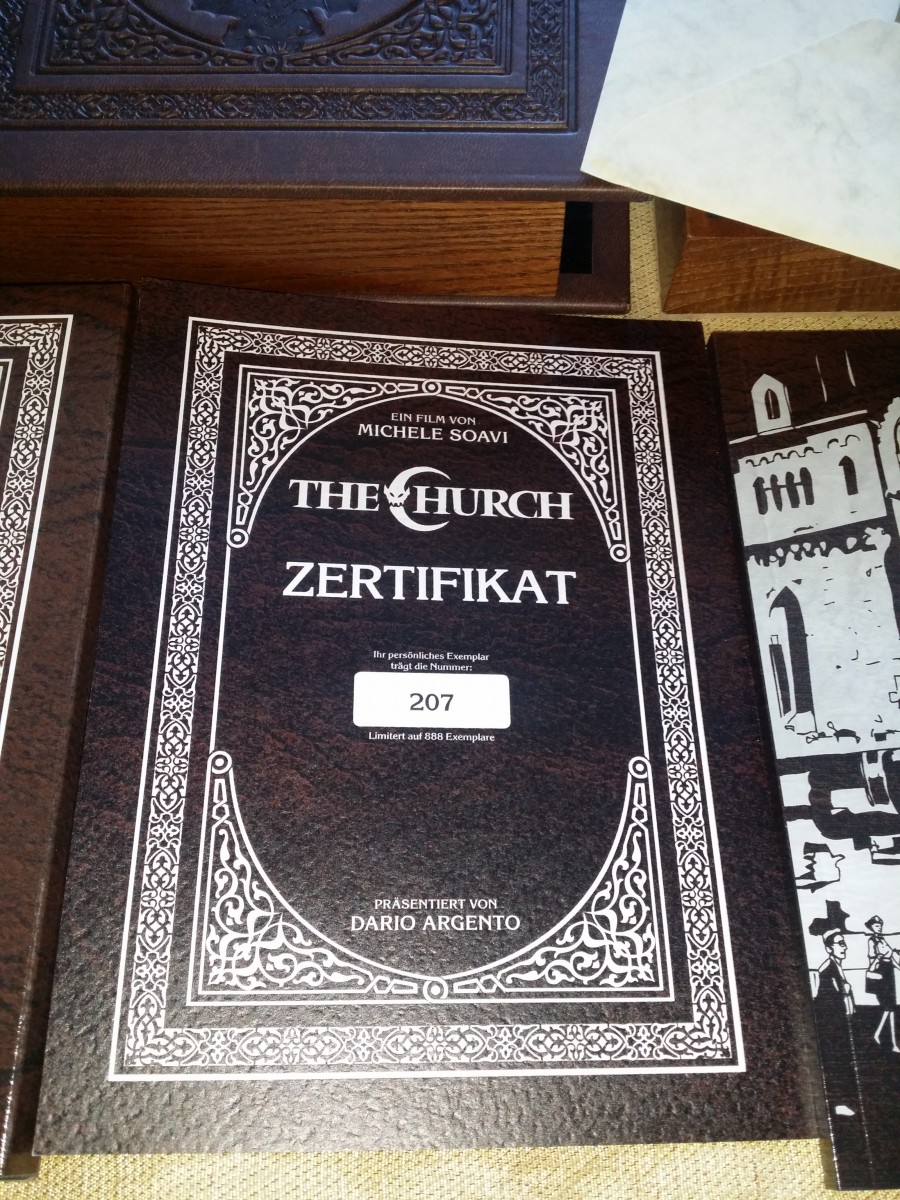 EIN FILM VON
MICHELE SOAVI
THE CHURCH
ZERTIFIKAT
Ihr persönliches Exemplar
trägt die Nummer:
207
Limitert auf 888 Exemplare
PRÄSENTIERT VON
DARIO ARGENTO